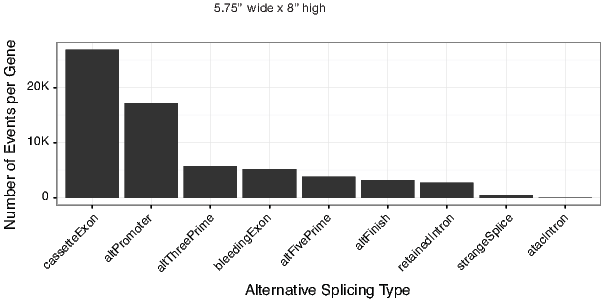 5.75" wide x 8" high
Number of Events per Gene
20K
10K
0
cassetteExon
altPromoter
altThreePrime
bleedingExon
altFivePrime
altFinish
retainedIntron
strangeSplice
atacIntron
Alternative Splicing Type